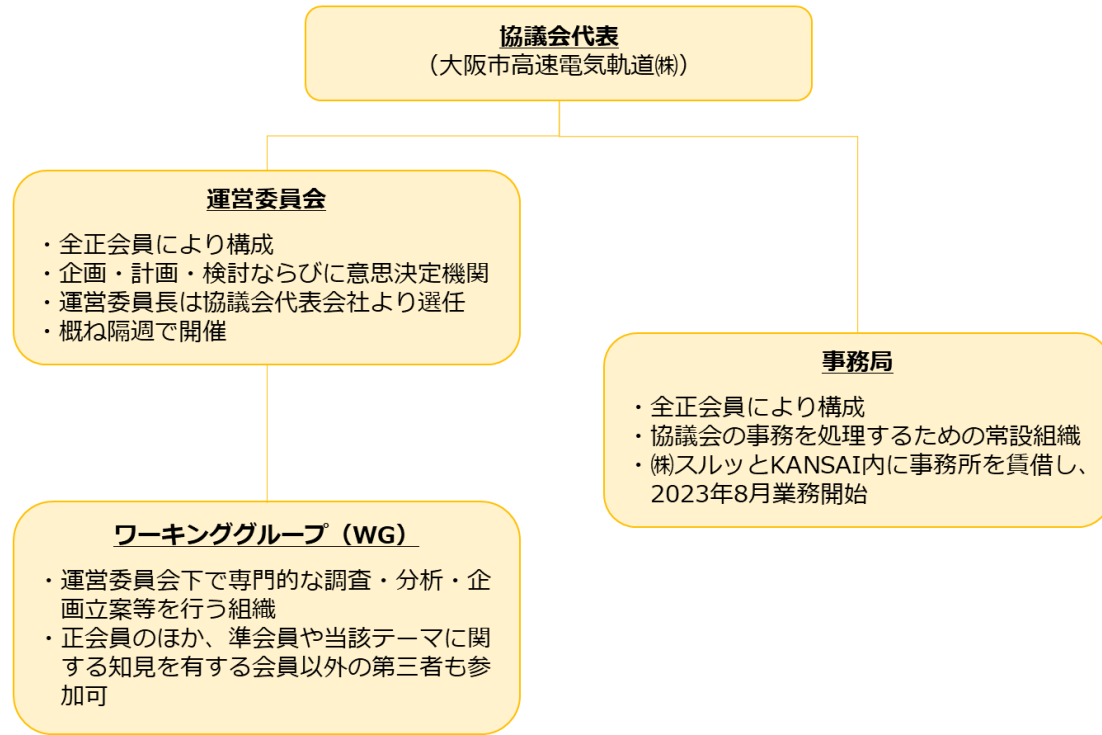 協議会代表
（大阪市高速電気軌道㈱）
運営委員会
・全正会員により構成
・企画・計画・検討ならびに意思決定機関
・運営委員長は協議会代表会社より選任
・概ね隔週で開催
事務局
・全正会員により構成
・協議会の事務を処理するための常設組織
・㈱スルッとKANSAI内に事務所を賃借し、
2023年8月業務開始
ワーキンググループ（WG）
・運営委員会下で専門的な調査・分析・企
画立案等を行う組織
・正会員のほか、準会員や当該テーマに関
する知見を有する会員以外の第三者も参
加可